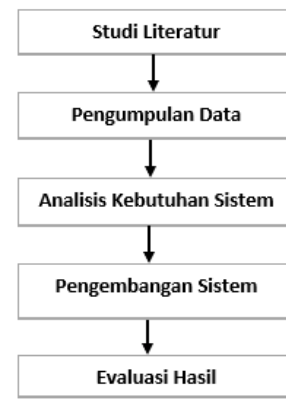 Studi Literatur
Pengumpulan Data
Analisis Kebutuhan Sistem
Pengembangan Sistem
Evaluasi Hasil